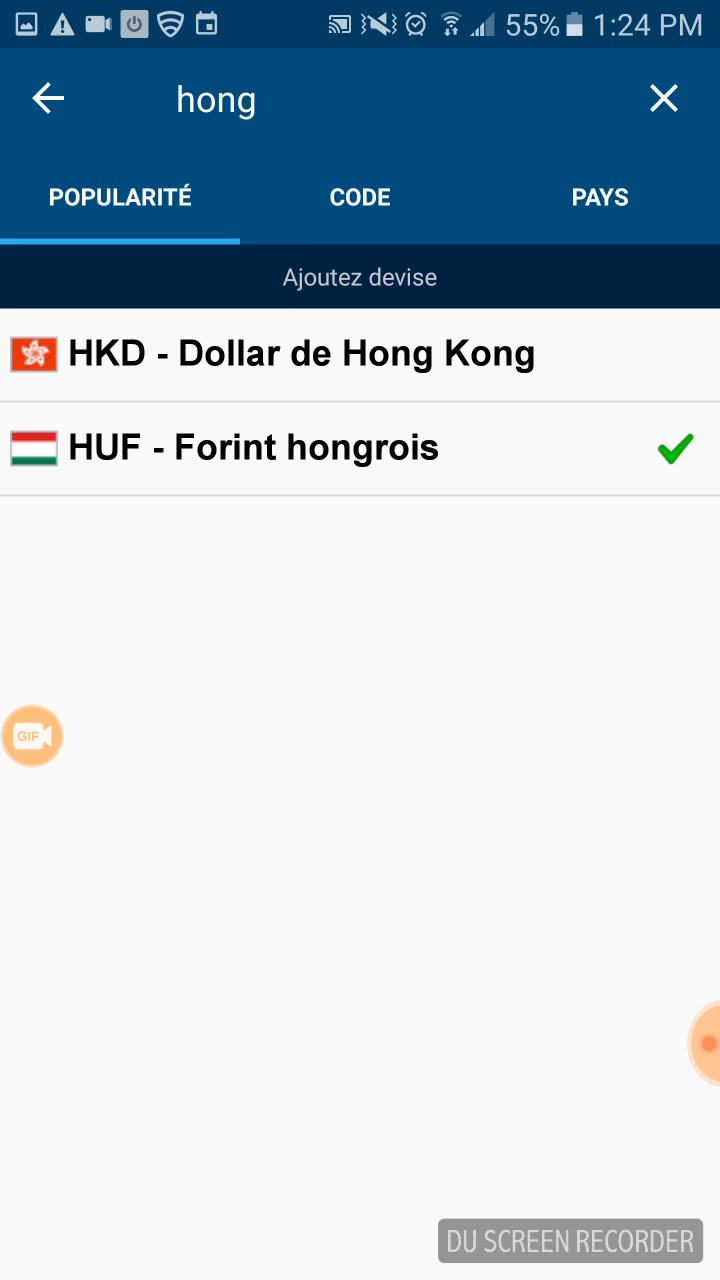 55% 1:24 PM
hong
POPULARITÉ CODE PAYS
Ajoutez devise
HKD - Dollar de Hong Kong
HUF - Forint hongrois
GIF
DU SCREEN RECORDER